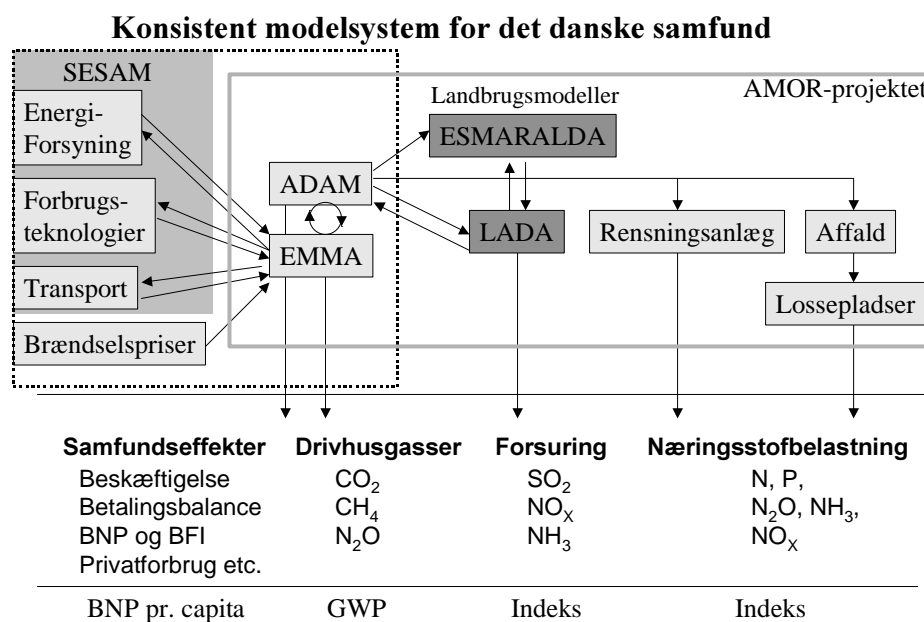 Konsistent modelsystem for det danske samfund
SESAM
AMOR-projektet
Energi-
Forsyning
Forbrugs-
teknologier
Transport
Brændselspriser
Landbrugsmodeller
ESMARALDA
ADAM
EMMA
LADA
Rensningsanlæg
Affald
Lossepladser
Samfundseffekter
Beskæftigelse
Betalingsbalance
BNP og BFI
Privatforbrug etc.
BNP pr. capita
Drivhusgasser
CO₂
CH₄
N₂O
GWP
Forsuring
SO₂
NOₓ
NH₃
Indeks
Næringsstofbelastning
N, P,
N₂O, NH₃,
NOₓ
Indeks